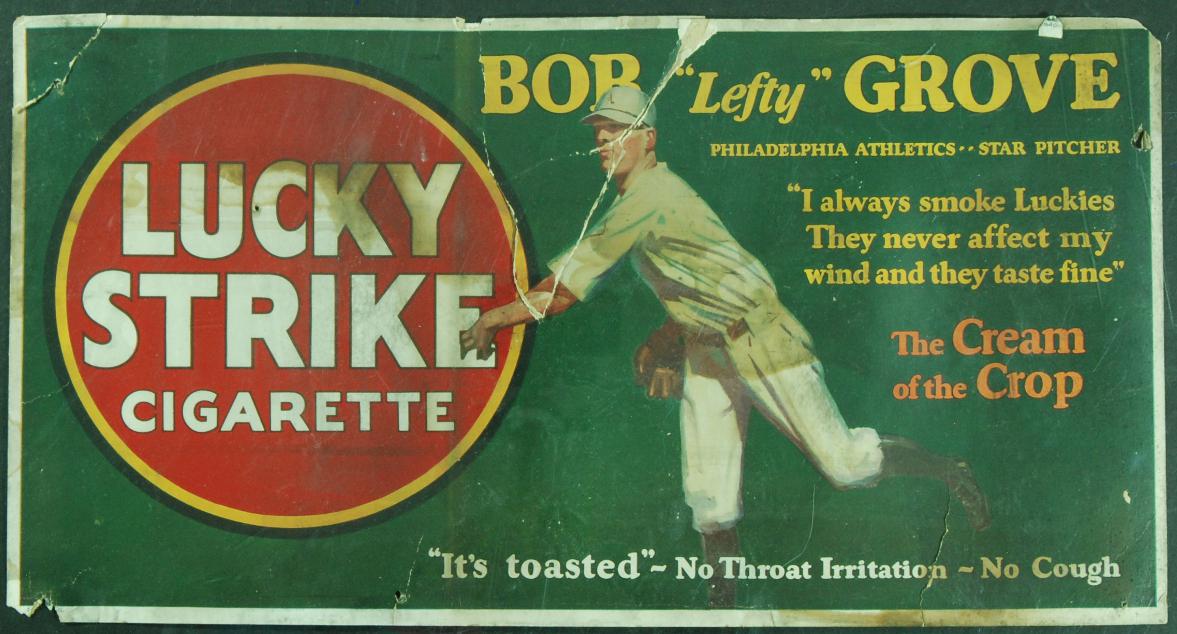 LUCKY
STRIKE
CIGARETTE
BOB "Lefty" GROVE
PHILADELPHIA ATHLETICS·· STAR PITCHER
"I always smoke Luckies
They never affect my
wind and they taste fine"
The Cream
of the Crop
"It's toasted"~ No Throat Irritation ~ No Cough